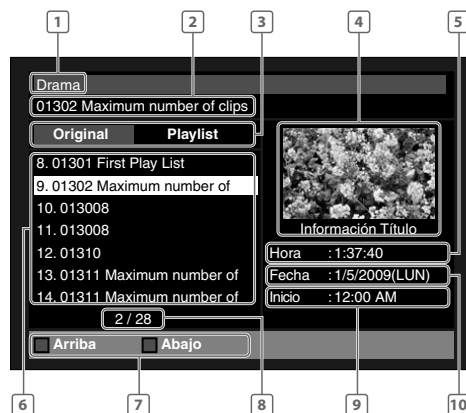 1 2 3 4 5
Drama
01302 Maximum number of clips
Original Playlist
8. 01301 First Play List
9. 01302 Maximum number of
10. 013008
11. 013008
12. 01310
13. 01311 Maximum number of
14. 01311 Maximum number of
2 / 28
Arriba Abajo
Información Título
Hora : 1:37:40
Fecha : 1/5/2009(LUN)
Inicio : 12:00 AM
6 7 8 9 10